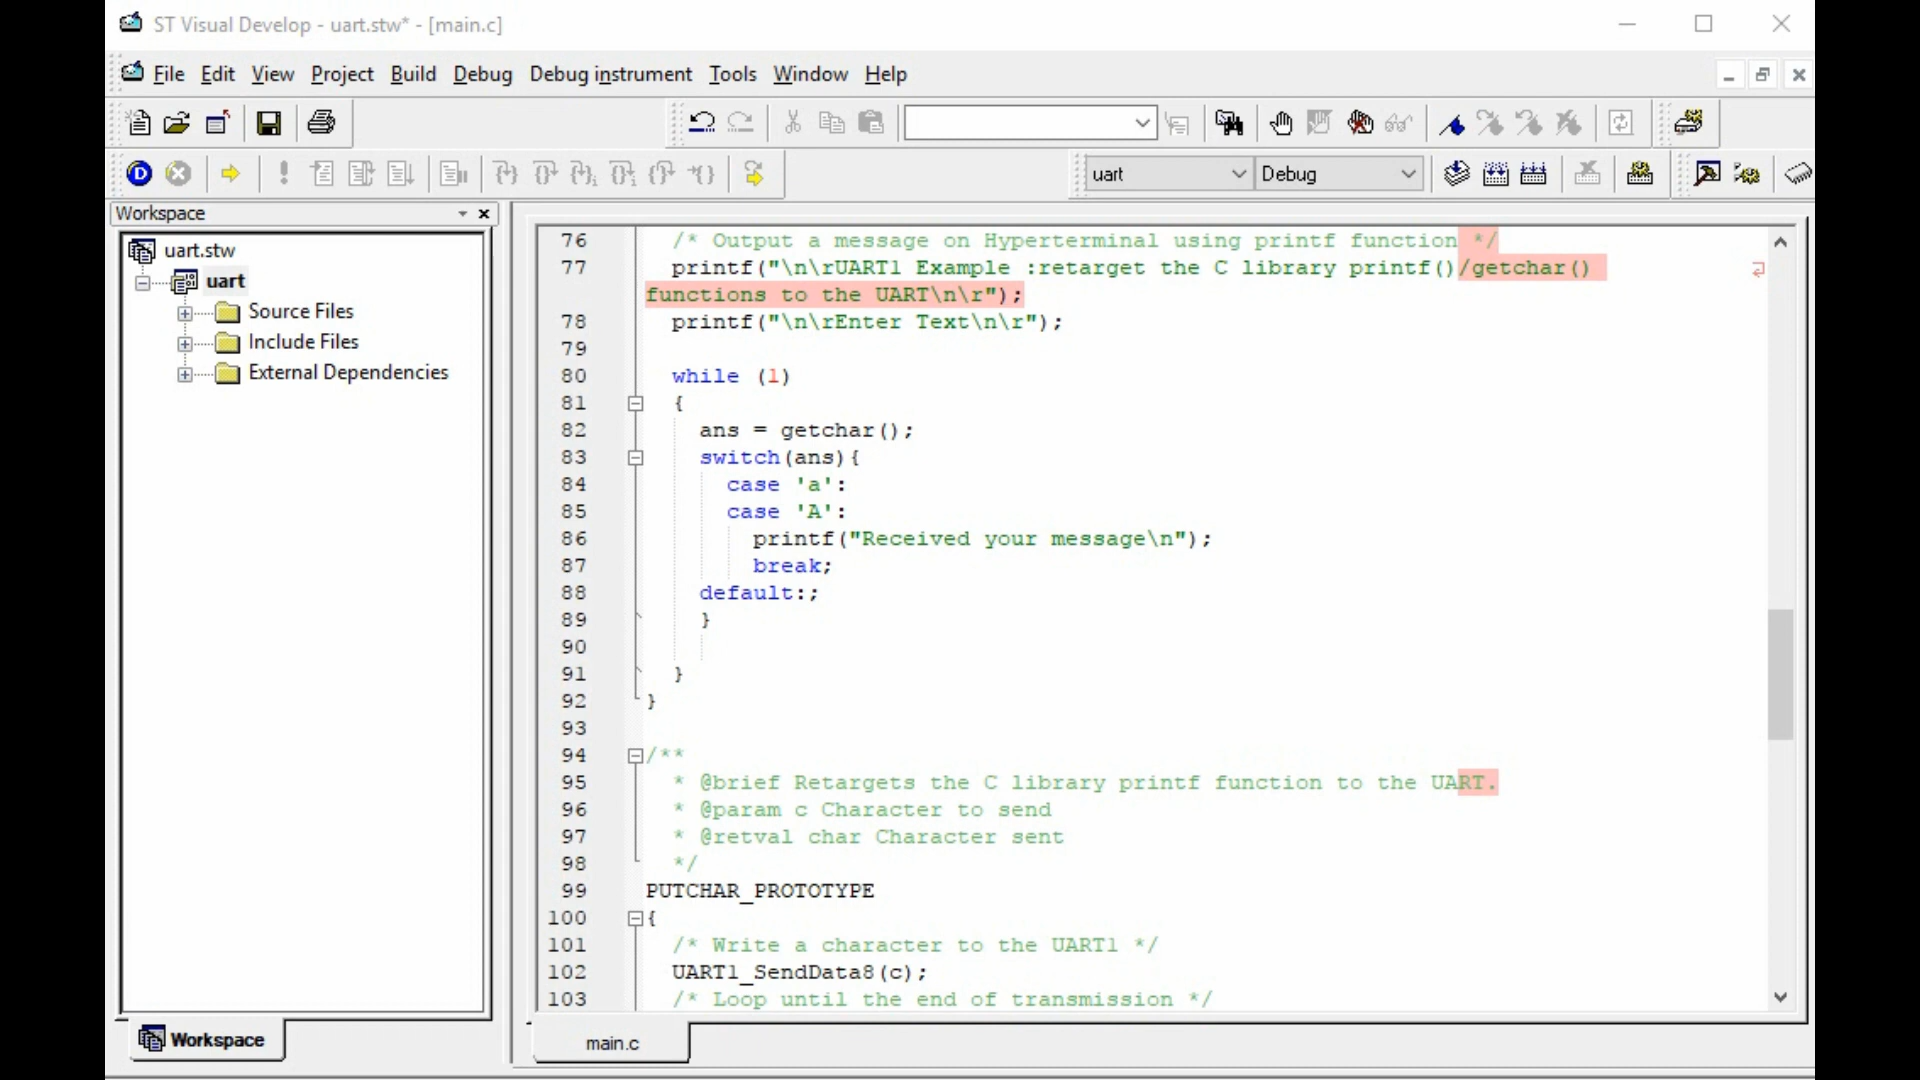 ST Visual Develop - uart.stw* - [main.c]
File Edit View Project Build Debug Debug instrument Tools Window Help
uart Debug
Workspace
uart.stw
uart
Source Files
Include Files
External Dependencies
Workspace
76 /* Output a message on Hyperterminal using printf function */
77 printf("\n\rUART1 Example :retarget the C library printf()/getchar()
functions to the UART\n\r");
78 printf("\n\rEnter Text\n\r");
79
80 while (1)
81 {
82 ans = getchar();
83 switch(ans){
84 case 'a':
85 case 'A':
86 printf("Received your message\n");
87 break;
88 default:;
89 }
90
91 }
92 }
93
94 /**
95 * @brief Retargets the C library printf function to the UART.
96 * @param c Character to send
97 * @retval char Character sent
98 */
99 PUTCHAR_PROTOTYPE
100 {
101 /* Write a character to the UART1 */
102 UART1_SendData8(c);
103 /* Loop until the end of transmission */
main.c